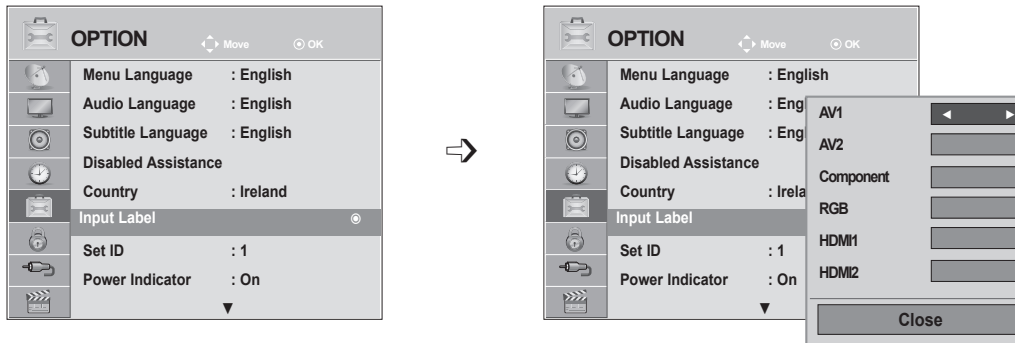 OPTION
Move OK
Menu Language : English
Audio Language : English
Subtitle Language : English
Disabled Assistance
Country : Ireland
Input Label
Set ID : 1
Power Indicator : On
OPTION
Move OK
Menu Language : English
Audio Language : Eng
Subtitle Language : Engl
Disabled Assistance
Country : Irela
Input Label
Set ID : 1
Power Indicator : On
AV1
AV2
Component
RGB
HDMI1
HDMI2
Close